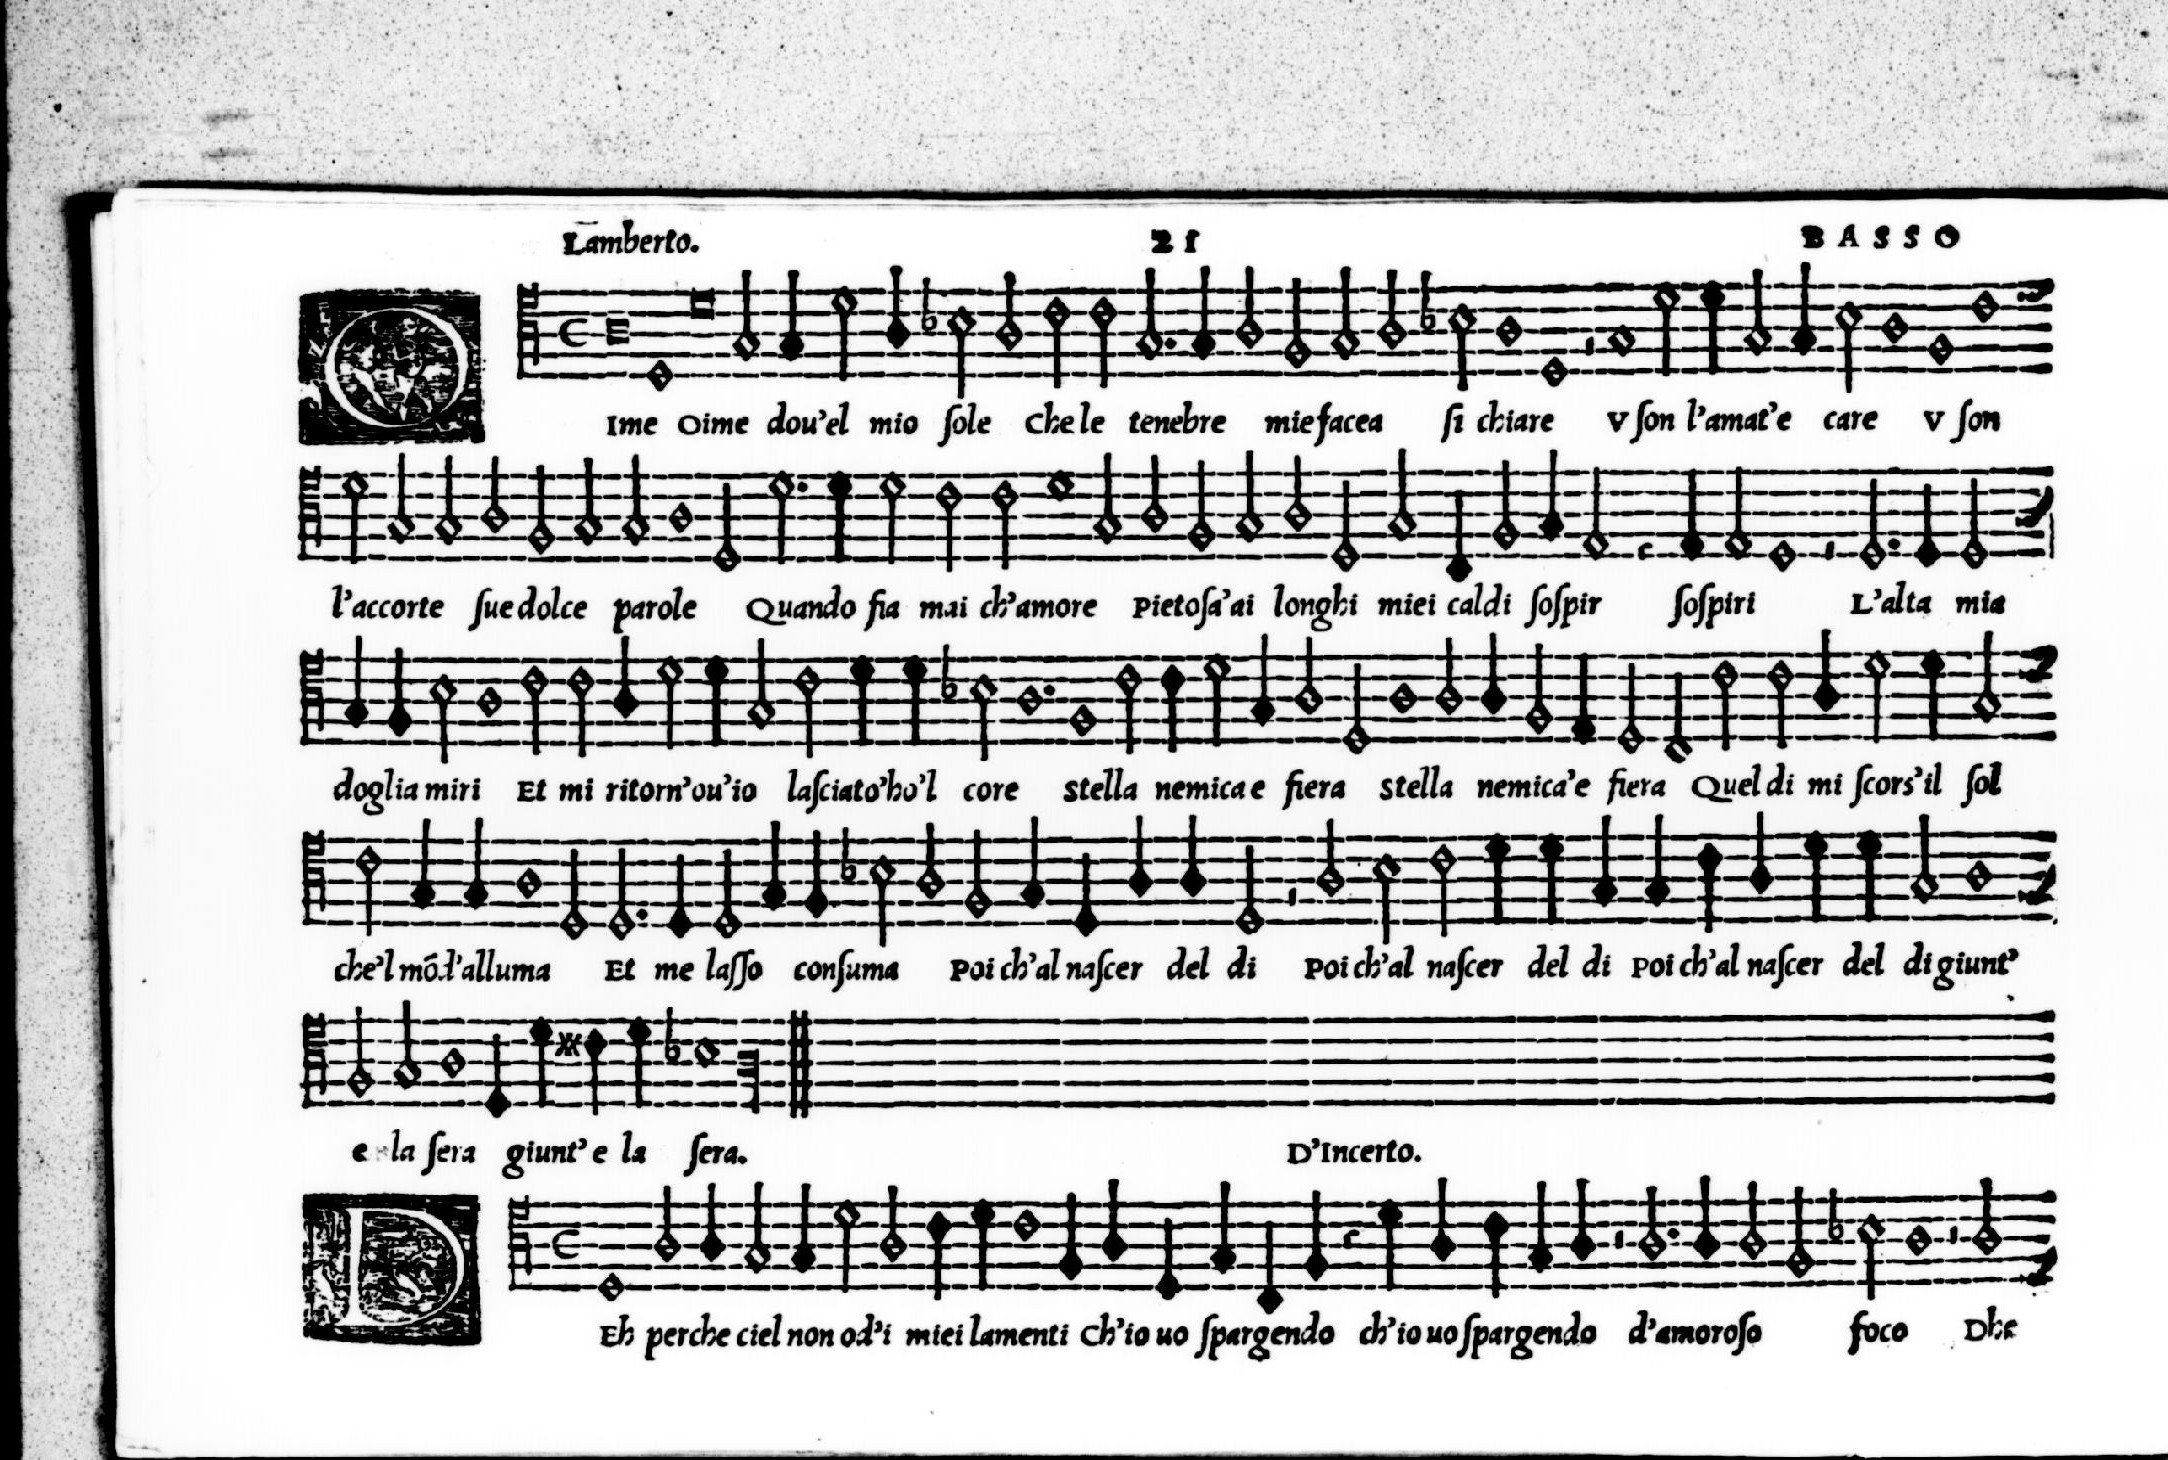 Lamberto. 21 BASSO
OIme Oime dou'el mio ſole Che le tenebre mie facea ſi chiare V ſon l'amat'e care V ſon
l'accorte ſue dolce parole Quando fia mai ch'amore Pietoſa'ai longhi miei caldi ſoſpir ſoſpiri L'alta mia
doglia miri Et mi ritorn'ou'io laſciato'ho'l core Stella nemica e fiera Stella nemica'e fiera Quel di mi ſcors'il ſol
che'l mõd'alluma Et me laſſo conſuma Poi ch'al naſcer del di Poi ch'al naſcer del di Poi ch'al naſcer del di giunt'
e la ſera giunt'e la ſera. D'Incerto.
DEh perche ciel non od'i miei lamenti Ch'io uo ſpargendo ch'io uo ſpargendo d'amoroſo foco Dhe